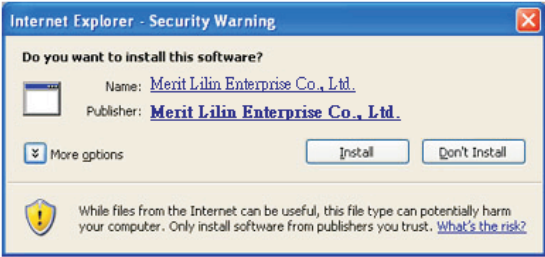 Internet Explorer - Security Warning
Do you want to install this software?
Name: Merit Lilin Enterprise Co., Ltd.
Publisher: Merit Lilin Enterprise Co., Ltd.
More options
Install
Don't Install
While files from the Internet can be useful, this file type can potentially harm
your computer. Only install software from publishers you trust. What's the risk?